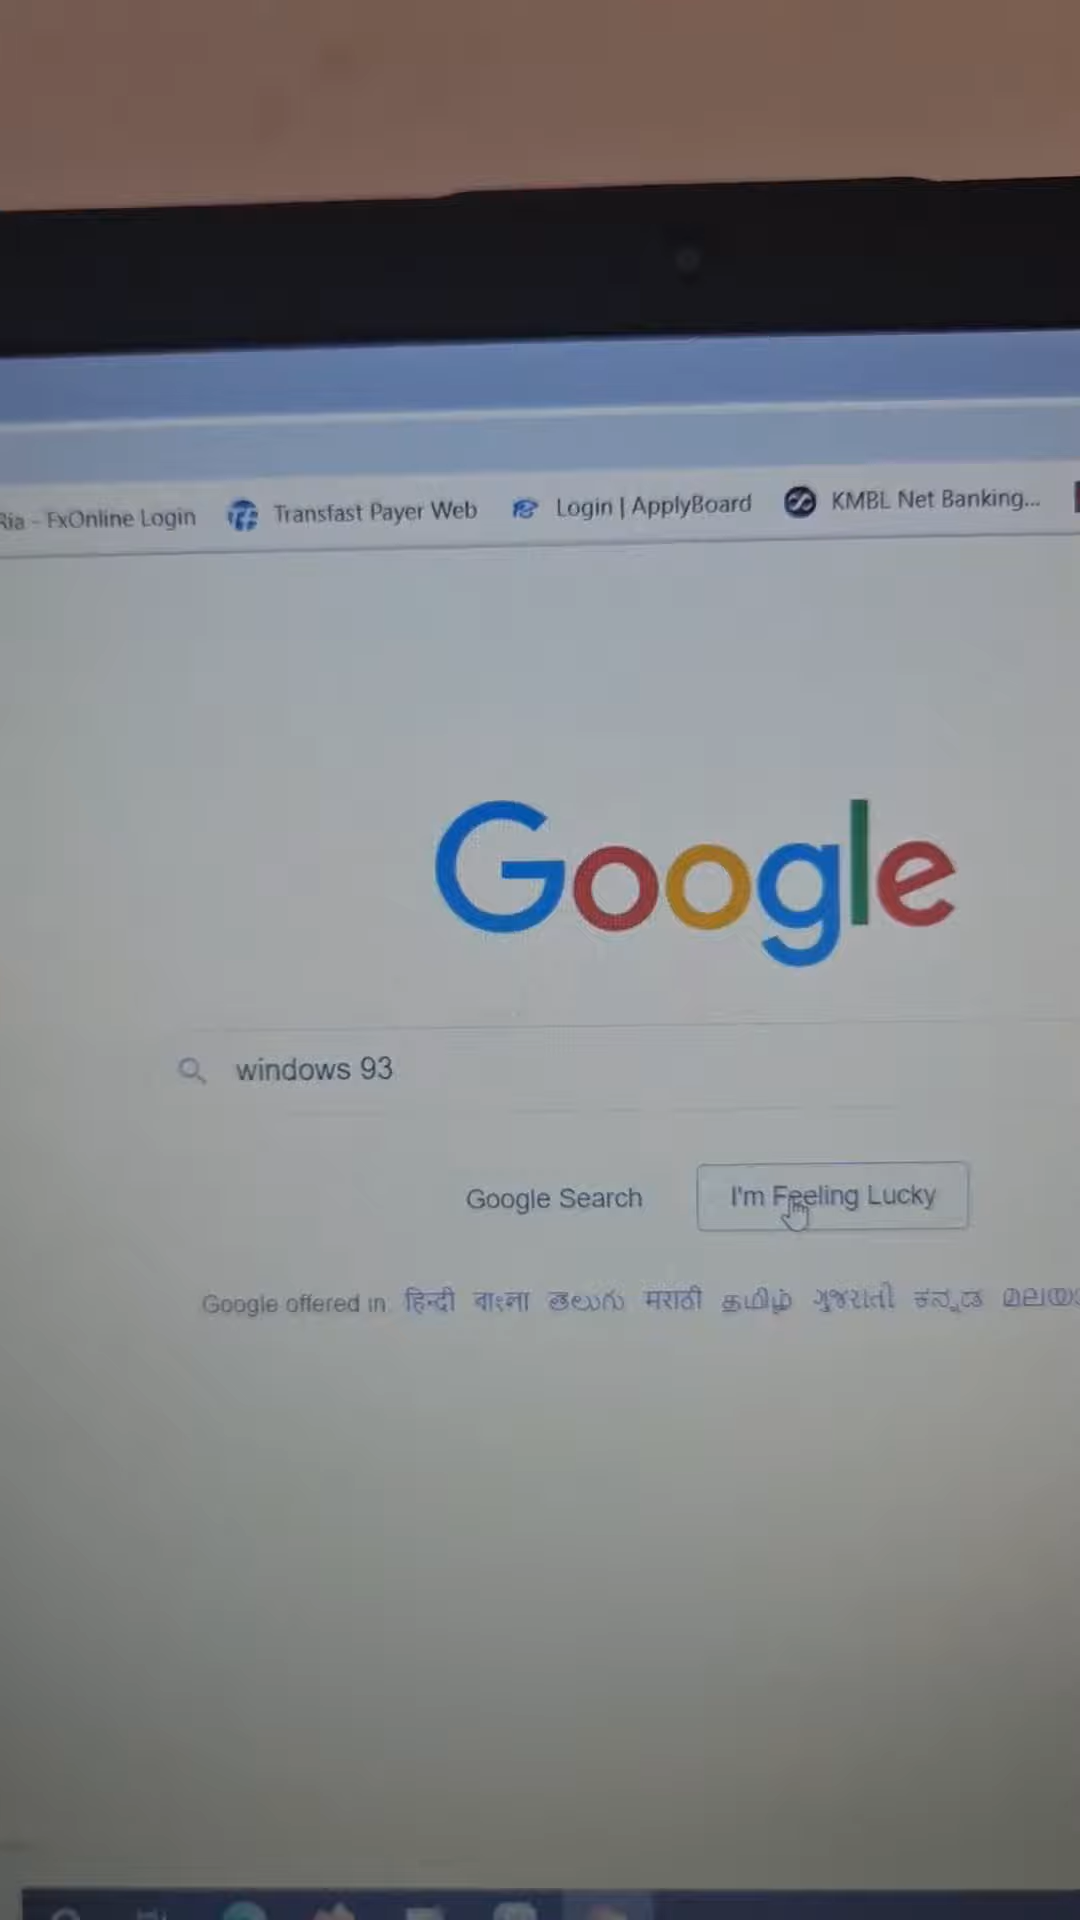 Ria - FxOnline Login Transfast Payer Web Login | ApplyBoard KMBL Net Banking...
Google
windows 93
Google Search I'm Feeling Lucky
Google offered in: हिन्दी বাংলা తెలుగు मराठी தமிழ் ગુજરાતી ಕನ್ನಡ